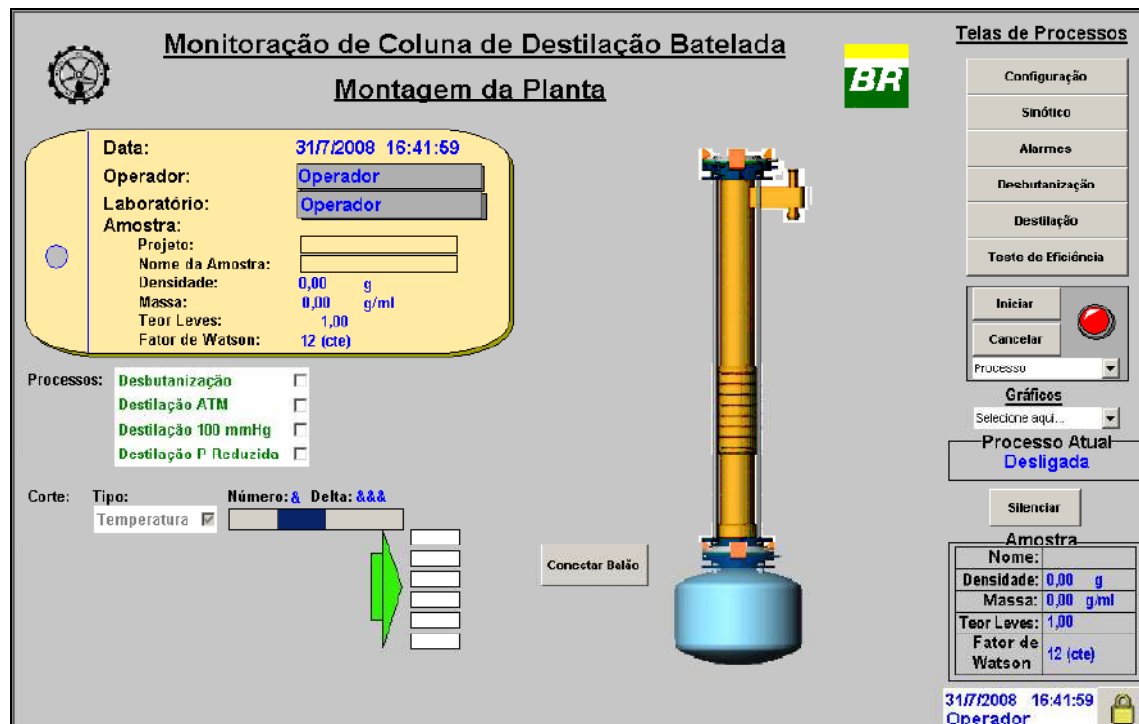 Monitoração de Coluna de Destilação Batelada
Montagem da Planta
BR
Data: 31/7/2008 16:41:59
Operador: Operador
Laboratório: Operador
Amostra:
Projeto:
Nome da Amostra:
Densidade: 0,00 g
Massa: 0,00 g/ml
Teor Leves: 1,00
Fator de Watson: 12 (cte)
Processos:
Desbutanização
Destilação ATM
Destilação 100 mmHg
Destilação P Reduzida
Corte: Tipo: Número: & Delta: &&&
Temperatura
Conectar Balão
Telas de Processos
Configuração
Sinótico
Alarmes
Desbutanização
Destilação
Teste de Eficiência
Iniciar
Cancelar
Processo
Gráficos
Selecione aqui...
Processo Atual
Desligada
Silenciar
Amostra
Nome:
Densidade: 0,00 g
Massa: 0,00 g/ml
Teor Leves: 1,00
Fator de
Watson 12 (cte)
31/7/2008 16:41:59
Operador